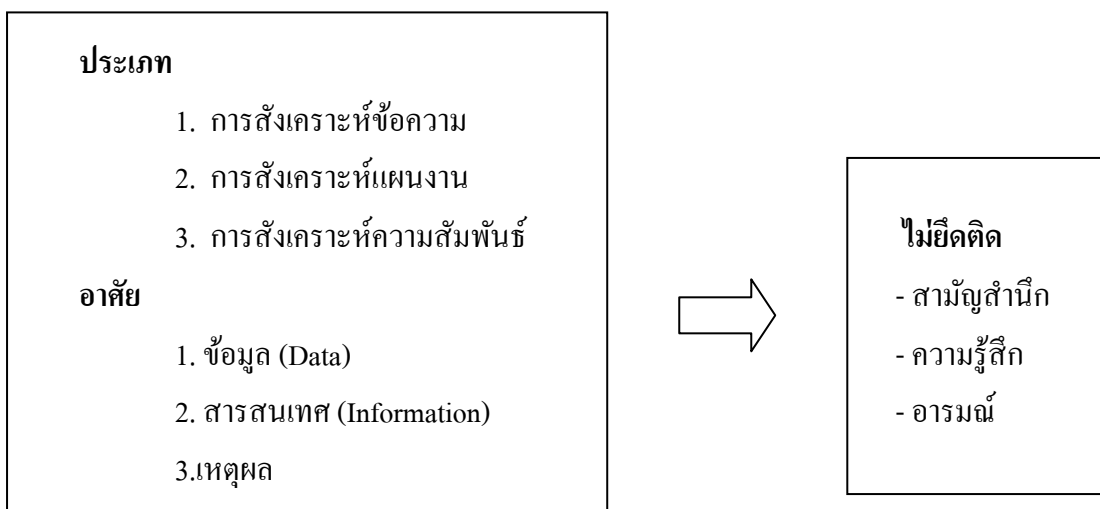 ประเภท
1. การสังเคราะห์ข้อความ
2. การสังเคราะห์แผนงาน
3. การสังเคราะห์ความสัมพันธ์
อาศัย
1. ข้อมูล (Data)
2. สารสนเทศ (Information)
3.เหตุผล
ไม่ยึดติด
- สามัญสำนึก
- ความรู้สึก
- อารมณ์